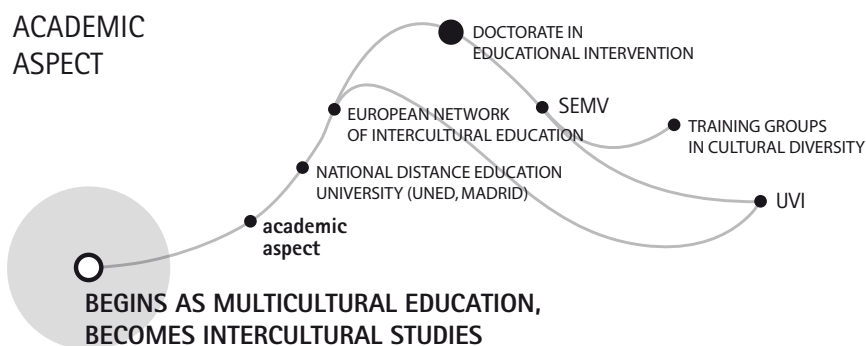 ACADEMIC
ASPECT
DOCTORATE IN
EDUCATIONAL INTERVENTION
SEMV
EUROPEAN NETWORK
OF INTERCULTURAL EDUCATION
TRAINING GROUPS
IN CULTURAL DIVERSITY
NATIONAL DISTANCE EDUCATION
UNIVERSITY (UNED, MADRID)
UVI
academic
aspect
BEGINS AS MULTICULTURAL EDUCATION,
BECOMES INTERCULTURAL STUDIES